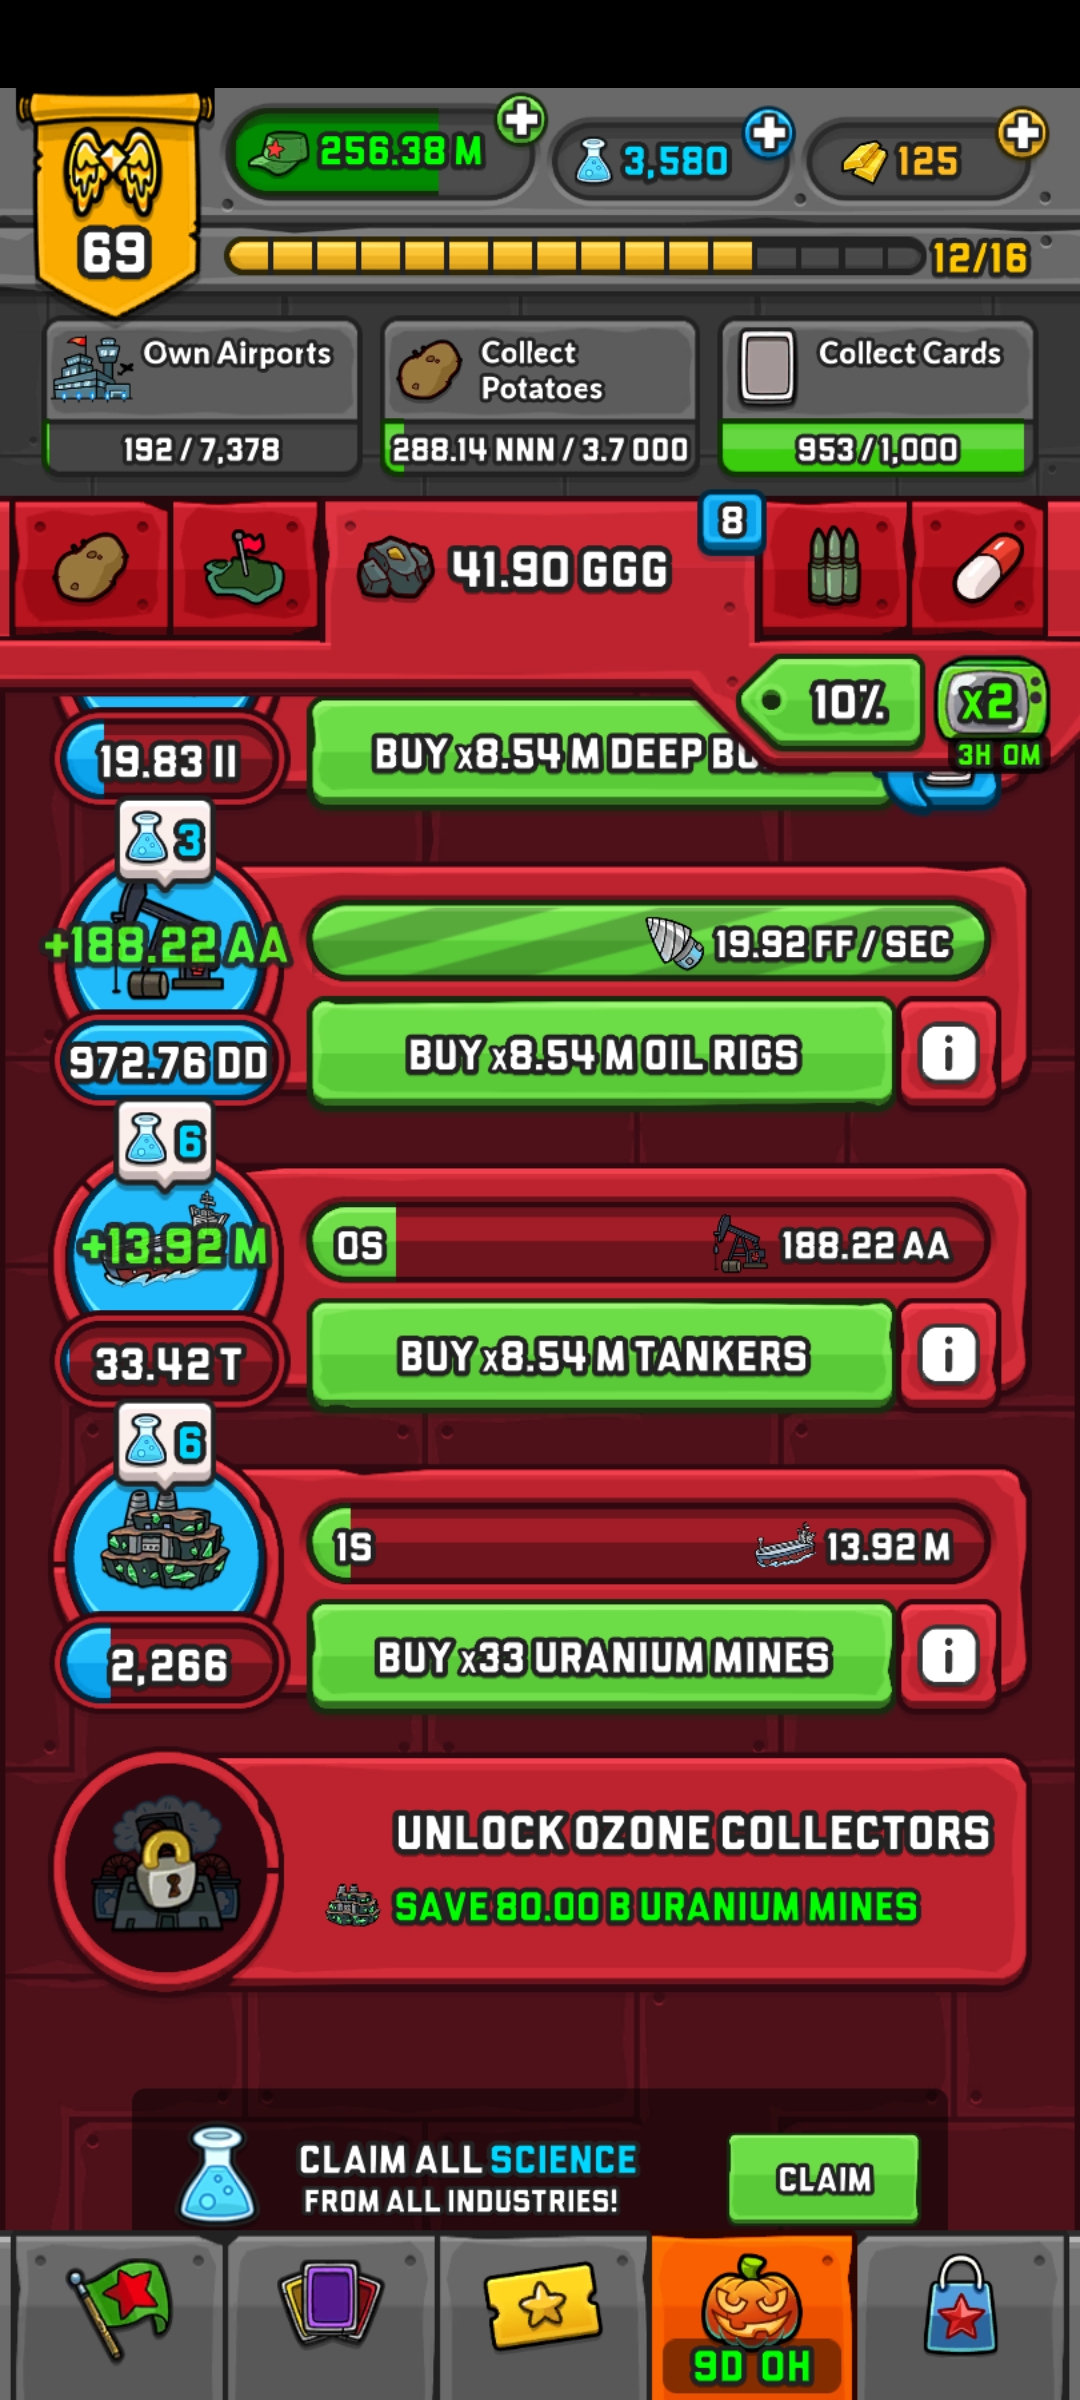 256.38 M
3,580
125
69
12/16
Own Airports
192 / 7,378
Collect
Potatoes
288.14 NNN / 3.7 OOO
Collect Cards
953 / 1,000
41.90 GGG
8
10%
x2
3H 0M
19.83 II
BUY x8.54 M DEEP
3
+188.22 AA
19.92 FF / SEC
972.76 DD
BUY x8.54 M OIL RIGS
i
6
+13.92 M
0S
188.22 AA
33.42 T
BUY x8.54 M TANKERS
i
6
1S
13.92 M
2,266
BUY x33 URANIUM MINES
i
UNLOCK OZONE COLLECTORS
SAVE 80.00 B URANIUM MINES
CLAIM ALL SCIENCE
FROM ALL INDUSTRIES!
CLAIM
9D 0H